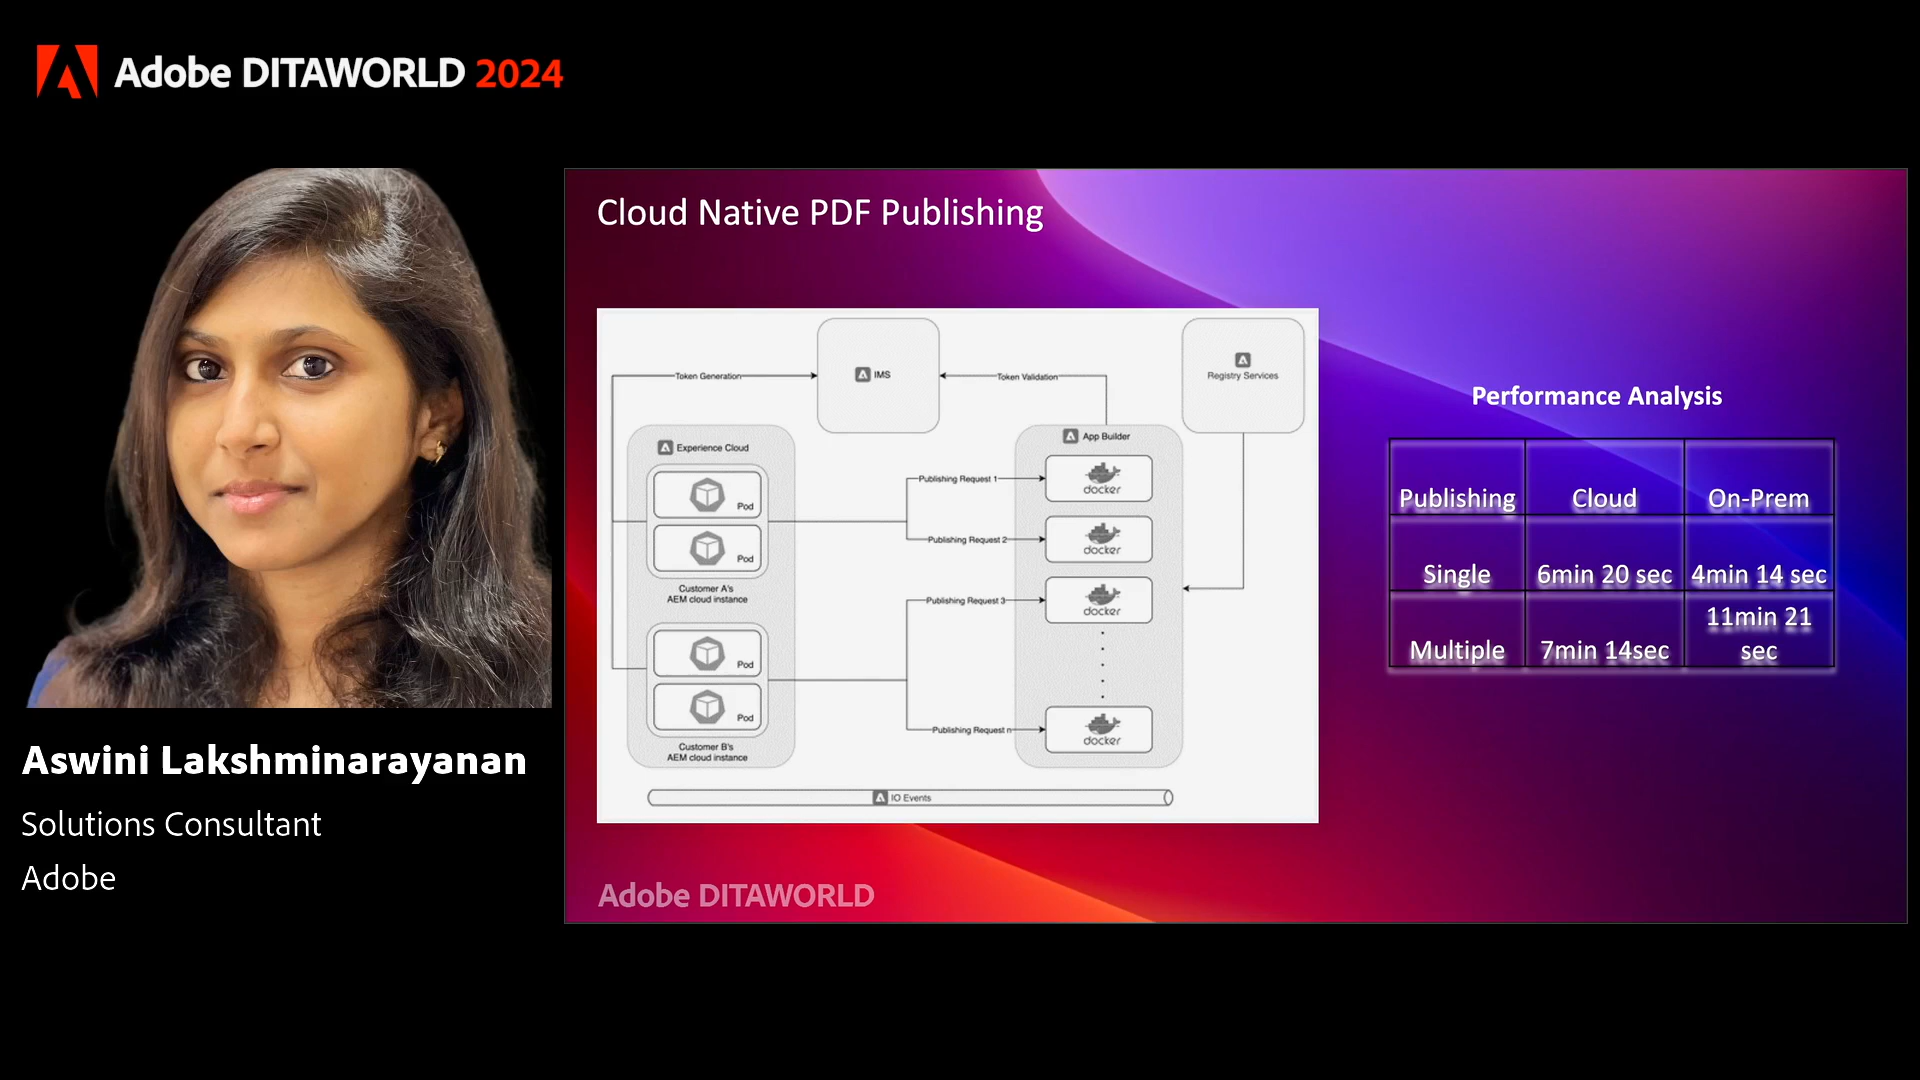 Adobe DITAWORLD 2024
Cloud Native PDF Publishing
IMS
Registry Services
Token Generation
Token Validation
Experience Cloud
App Builder
Pod
Pod
Customer A's
AEM cloud instance
Pod
Pod
Customer B's
AEM cloud instance
Publishing Request 1
docker
Publishing Request 2
docker
Publishing Request 3
docker
Publishing Request n
docker
IO Events
Performance Analysis
Publishing Cloud On-Prem
Single 6min 20 sec 4min 14 sec
Multiple 7min 14sec 11min 21 sec
Adobe DITAWORLD
Aswini Lakshminarayanan
Solutions Consultant
Adobe